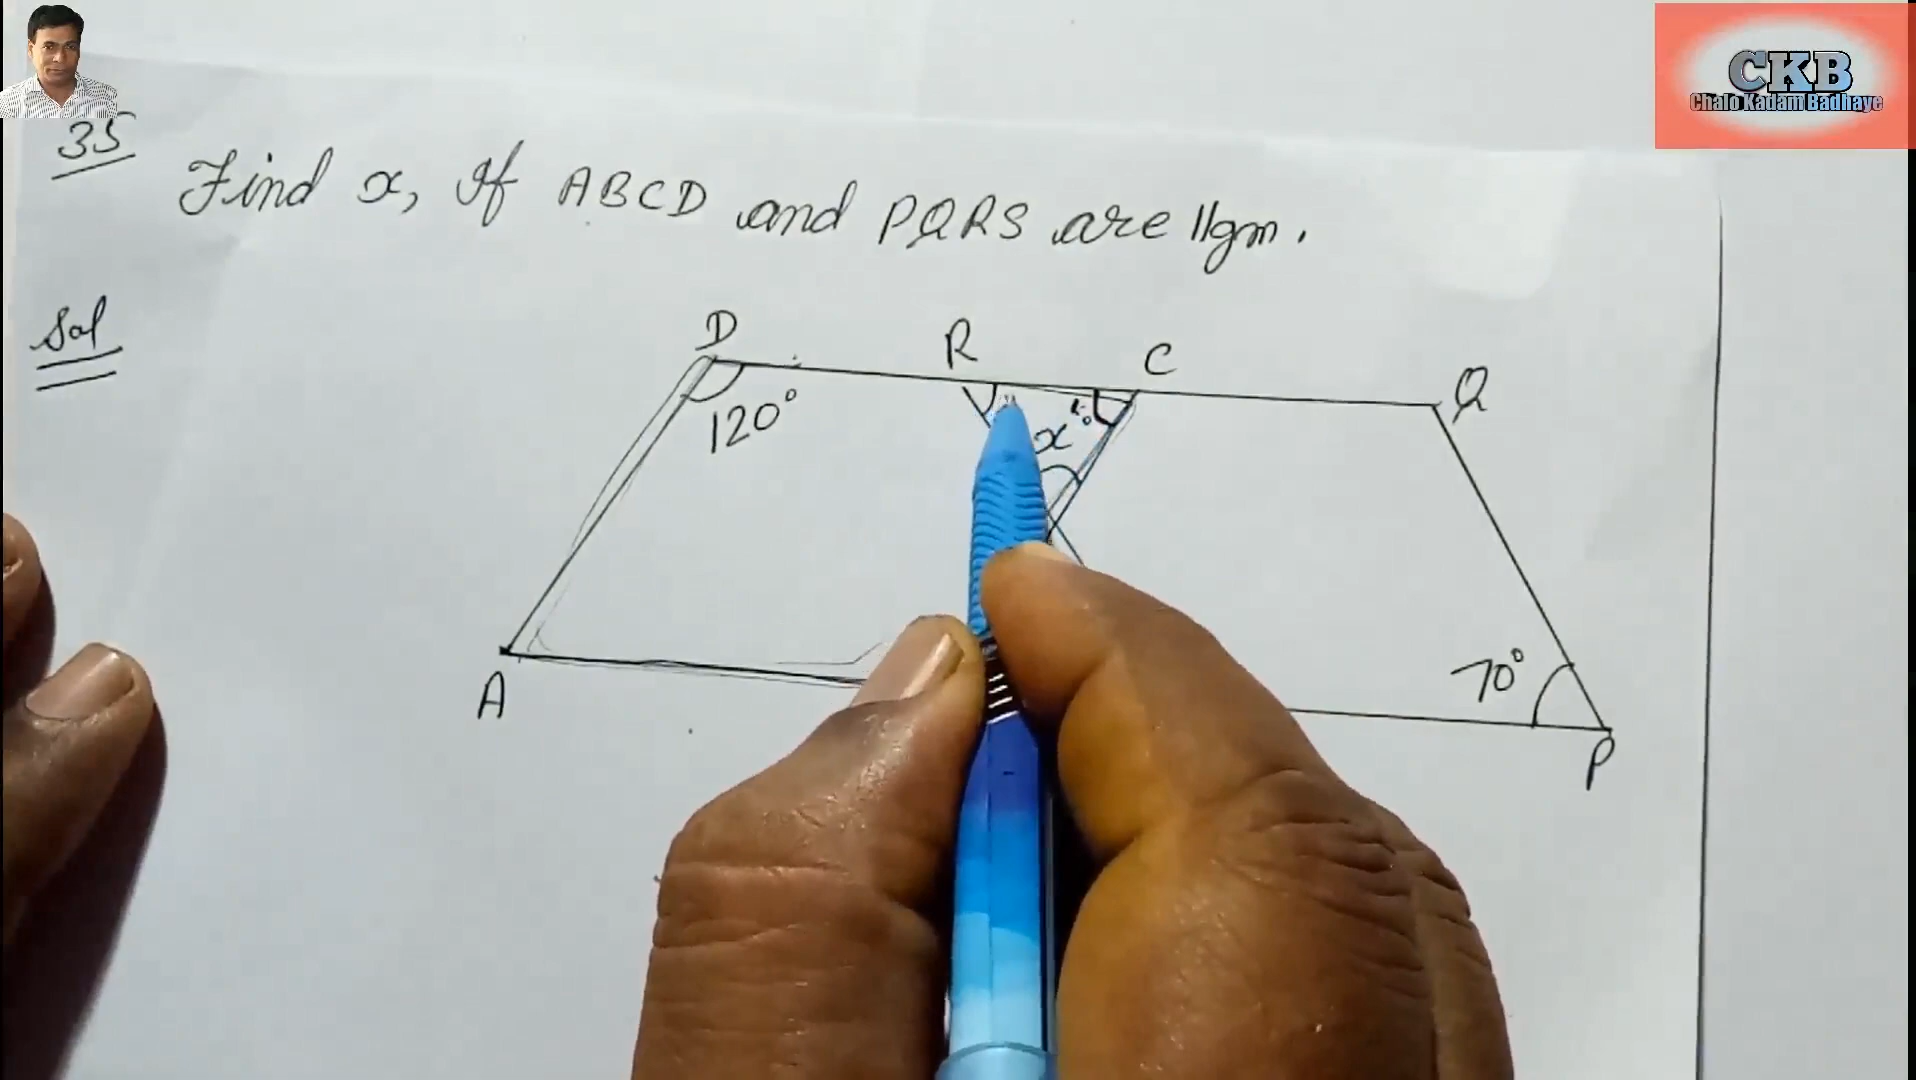 CKB
Chalo Kadam Badhaye
35
Find x, If ABCD and PQRS are ||gm.
Sol
D R C Q
120°
x°
70°
A P